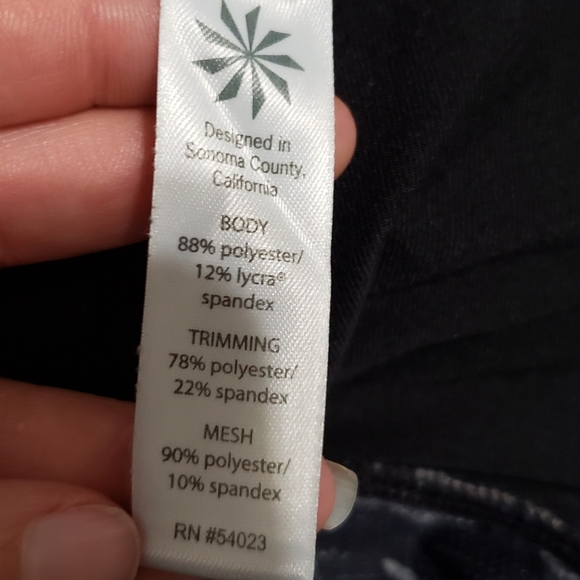 Designed in
Sonoma County,
California
BODY
88% polyester/
12% lycra®
spandex
TRIMMING
78% polyester/
22% spandex
MESH
90% polyester/
10% spandex
RN #54023